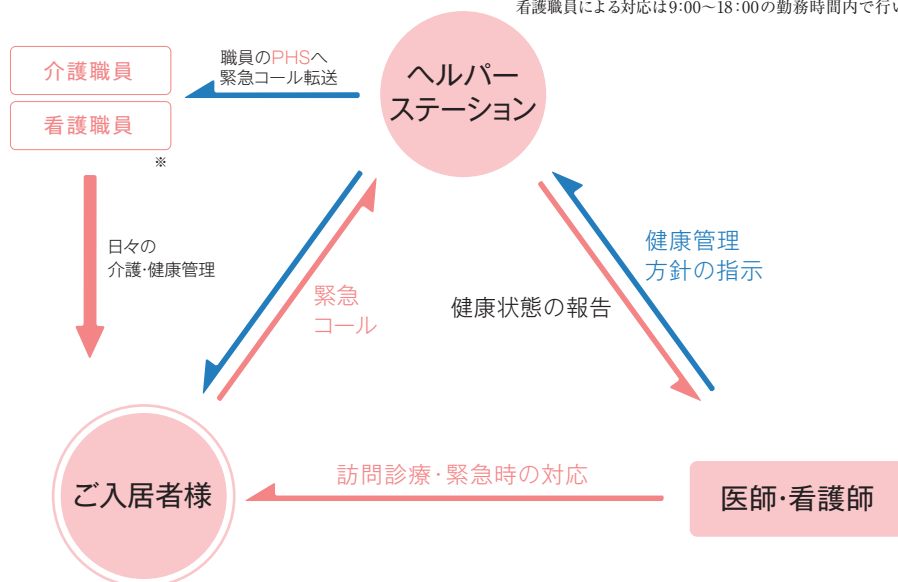 看護職員による対応は9:00〜18:00の勤務時間内で行い
介護職員
看護職員
※
職員のPHSへ
緊急コール転送
ヘルパー
ステーション
日々の
介護・健康管理
緊急
コール
健康状態の報告
健康管理
方針の指示
ご入居者様
訪問診療・緊急時の対応
医師・看護師